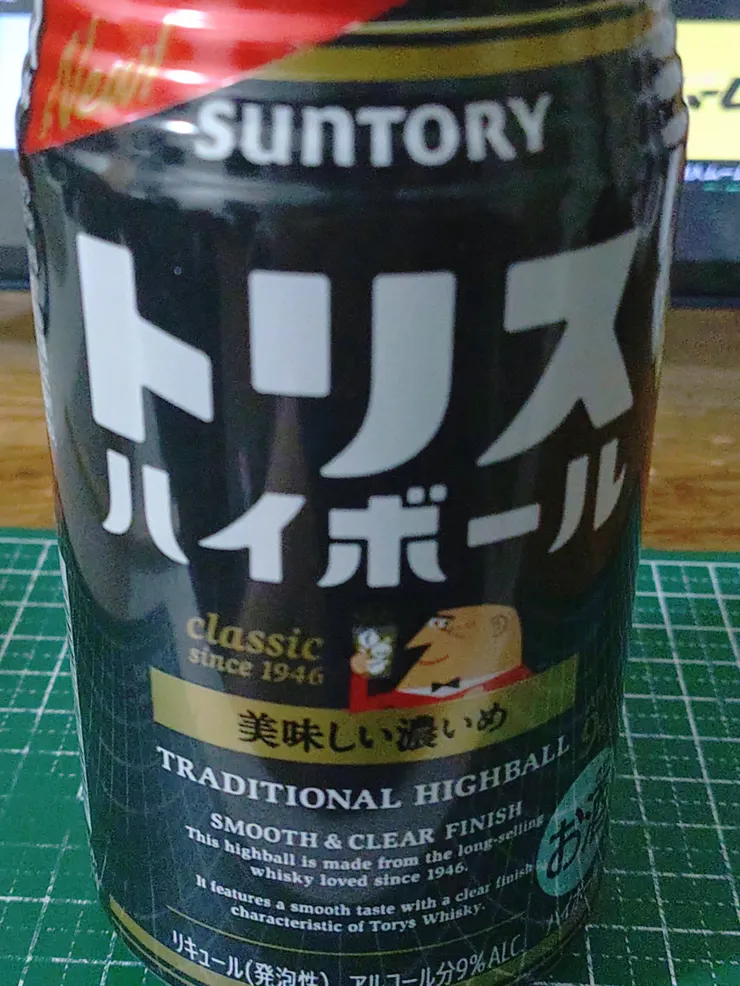 New!
SUNTORY
トリス
ハイボール
classic
since 1946
美味しい濃いめ
TRADITIONAL HIGHBALL
SMOOTH & CLEAR FINISH
This highball is made from the long-selling
whisky loved since 1946.
It features a smooth taste with a clear finish
characteristic of Torys Whisky.
お酒
リキュール(発泡性) アルコール分9% ALC.